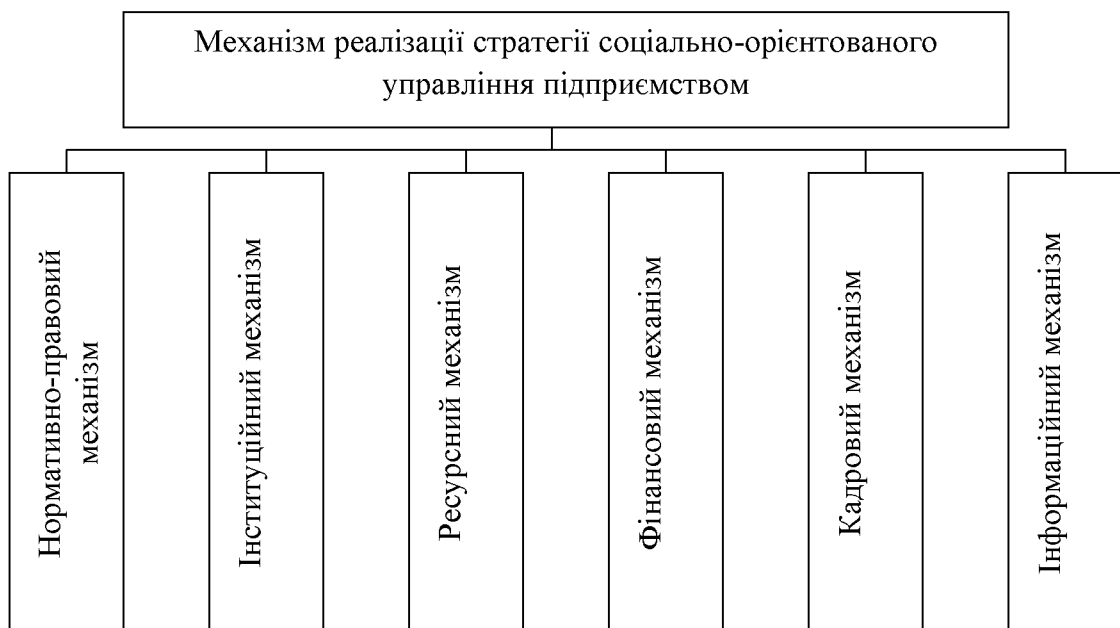 Механізм реалізації стратегії соціально-орієнтованого
управління підприємством
Нормативно-правовий
механізм
Інституційний механізм
Ресурсний механізм
Фінансовий механізм
Кадровий механізм
Інформаційний механізм